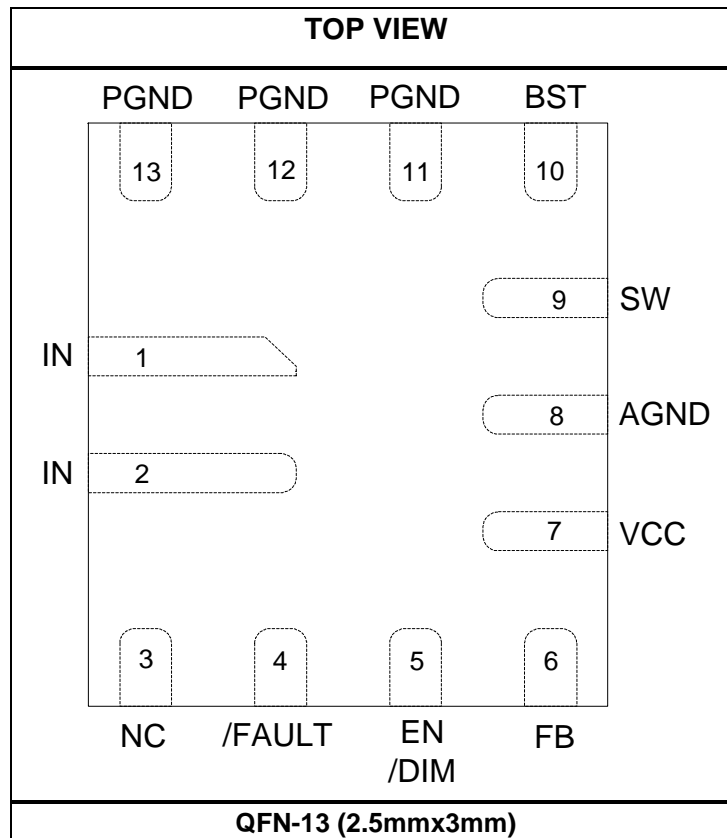 TOP VIEW
PGND PGND PGND BST
13 12 11 10
9 SW
IN 1
8 AGND
IN 2
7 VCC
3 4 5 6
NC /FAULT EN FB
/DIM
QFN-13 (2.5mmx3mm)